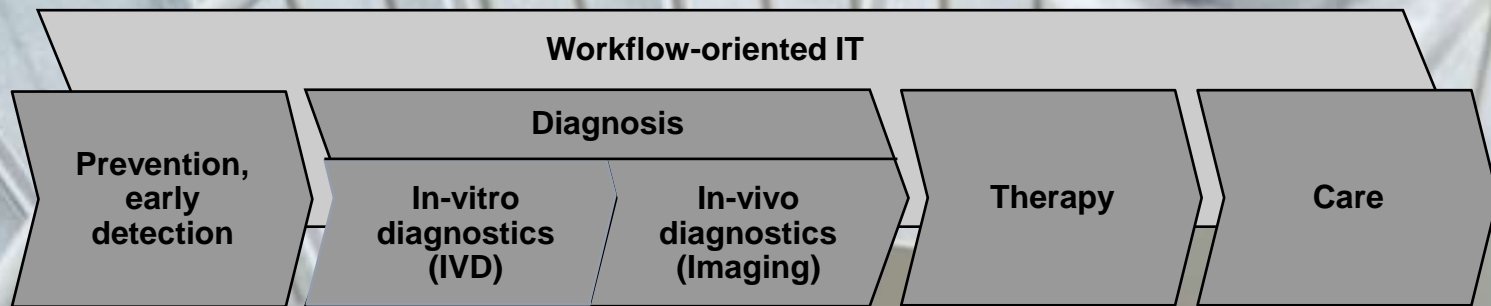 Workflow-oriented IT
Prevention,
early
detection
Diagnosis
In-vitro
diagnostics
(IVD)
In-vivo
diagnostics
(Imaging)
Therapy
Care